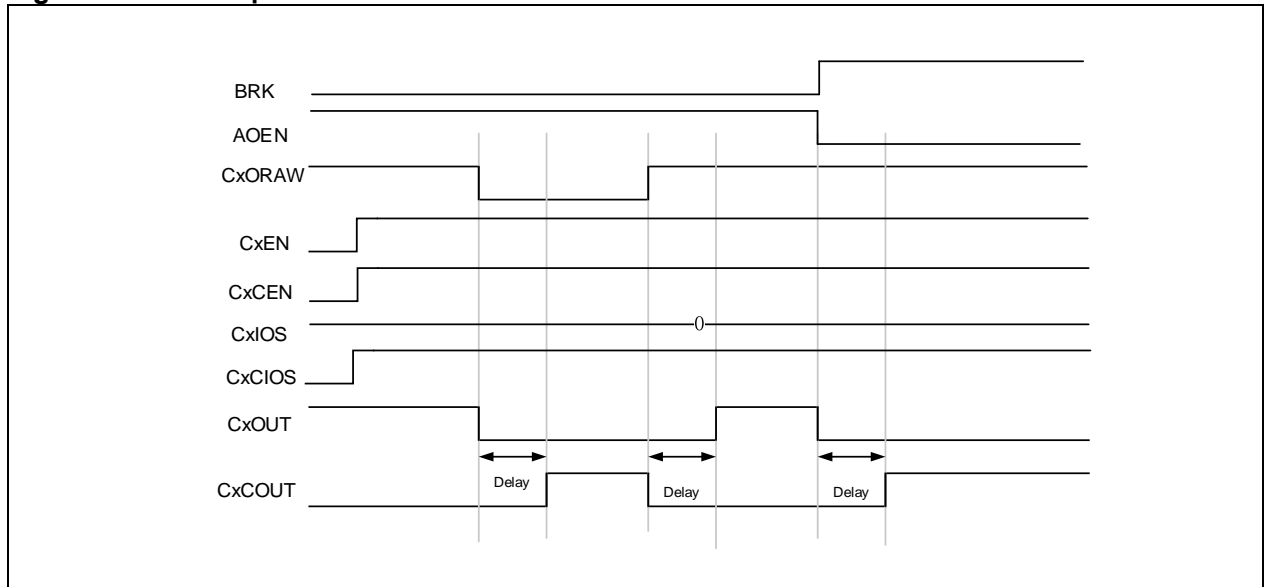 BRK
AOEN
CxORAW
CxEN
CxCEN
CxIOS
0
CxCIOS
CxOUT
Delay
Delay
Delay
CxCOUT